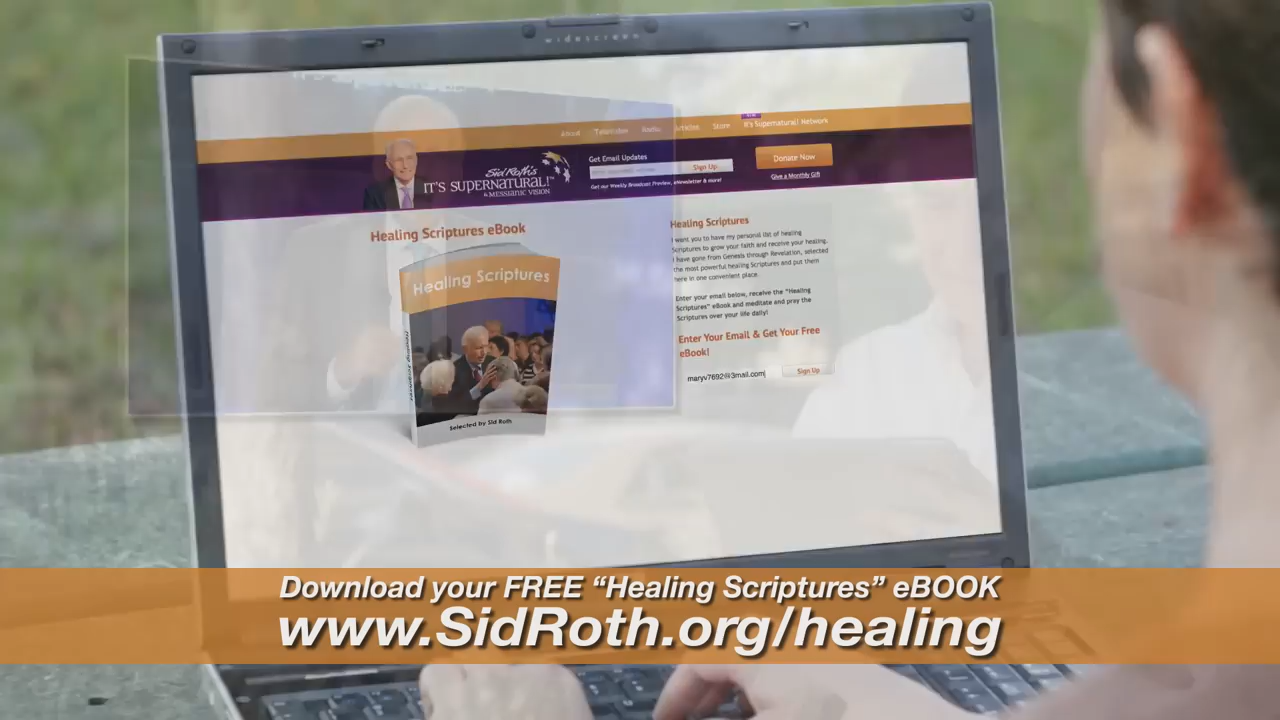 widescreen
About Television Radio Articles Store It's Supernatural! Network
Get Email Updates
Sign Up
Get our Weekly Broadcast Preview, eNewsletter & more!
Donate Now
Give a Monthly Gift
Sid Roth's
IT'S SUPERNATURAL!™
& MESSIANIC VISION
Healing Scriptures eBook
Healing Scriptures
Healing Scriptures
Selected by Sid Roth
Healing Scriptures
I want you to have my personal list of healing
Scriptures to grow your faith and receive your healing.
I have gone from Genesis through Revelation, selected
the most powerful healing Scriptures and put them
here in one convenient place.
Enter your email below, receive the "Healing
Scriptures" eBook and meditate and pray the
Scriptures over your life daily!
Enter Your Email & Get Your Free
eBook!
maryv7692@3mail.com
Sign Up
Download your FREE “Healing Scriptures” eBOOK
www.SidRoth.org/healing